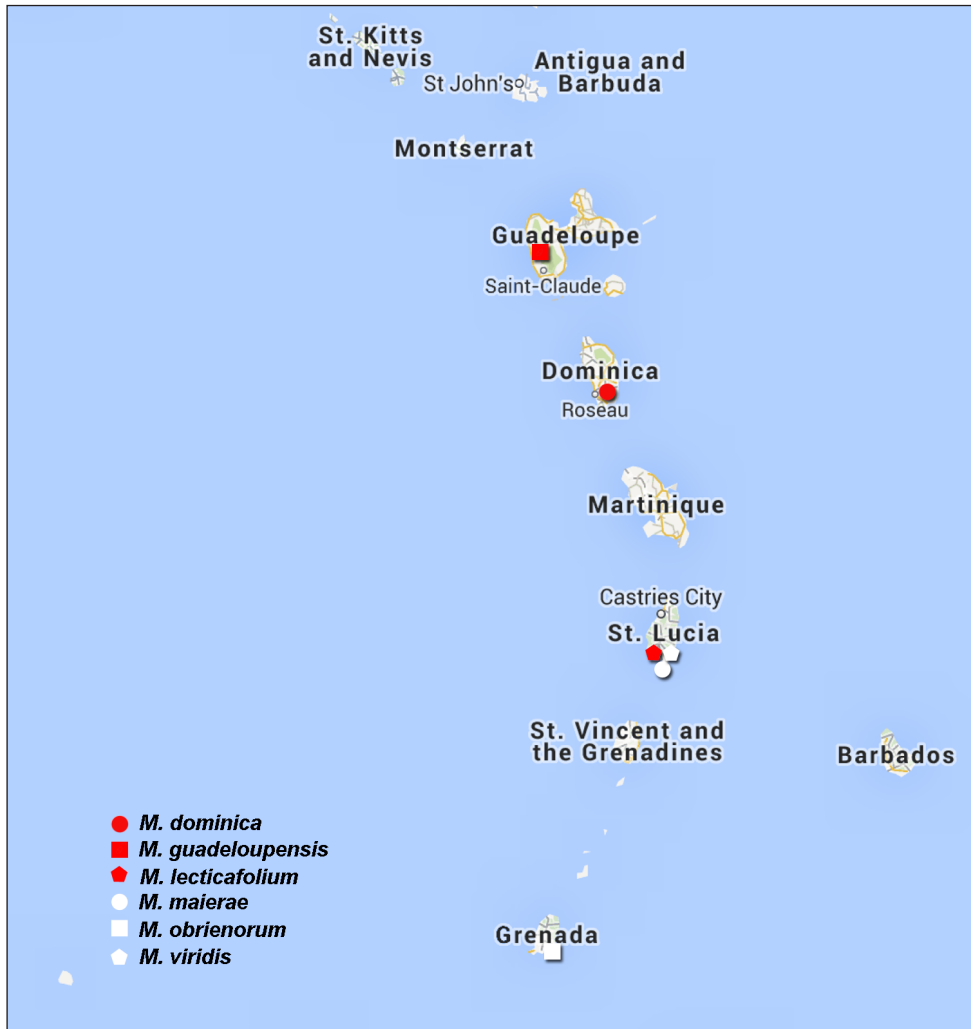 St. Kitts
and Nevis
Antigua and
Barbuda
St John's
Montserrat
Guadeloupe
Saint-Claude
Dominica
Roseau
Martinique
Castries City
St. Lucia
St. Vincent and
the Grenadines
Barbados
M. dominica
M. guadeloupensis
M. lecticafolium
M. maierae
M. obrienorum
M. viridis
Grenada